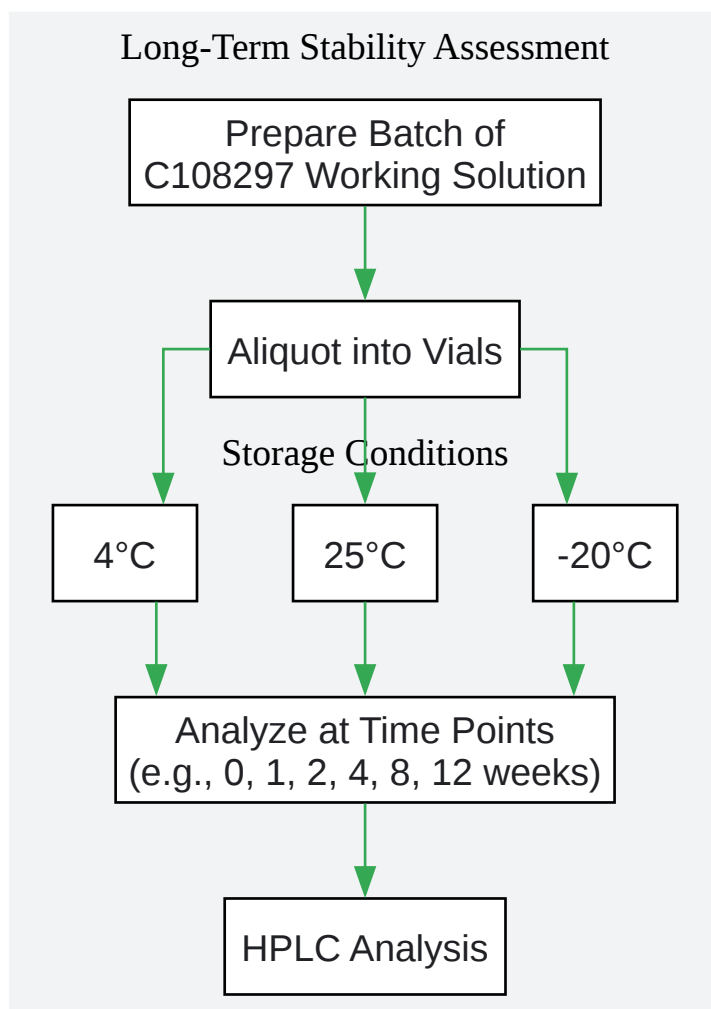 Long-Term Stability Assessment
Prepare Batch of
C108297 Working Solution
Aliquot into Vials
Storage Conditions
4°C
25°C
-20°C
Analyze at Time Points
(e.g., 0, 1, 2, 4, 8, 12 weeks)
HPLC Analysis